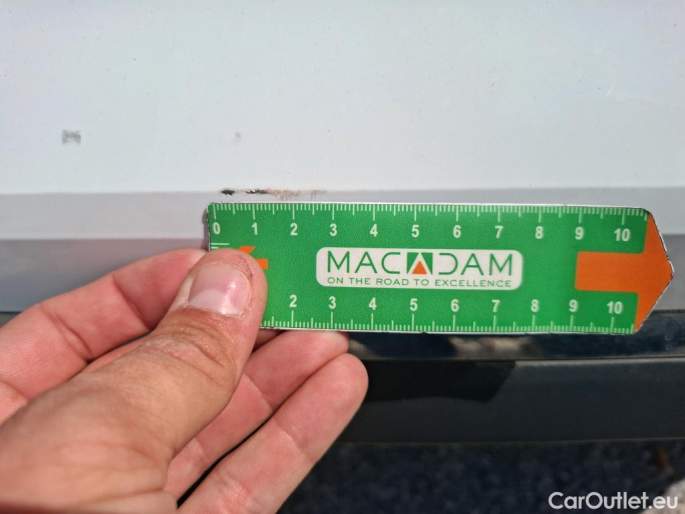 0 1 2 3 4 5 6 7 8 9 10
MACADAM
ON THE ROAD TO EXCELLENCE
2 3 4 5 6 7 8 9 10
CarOutlet.eu